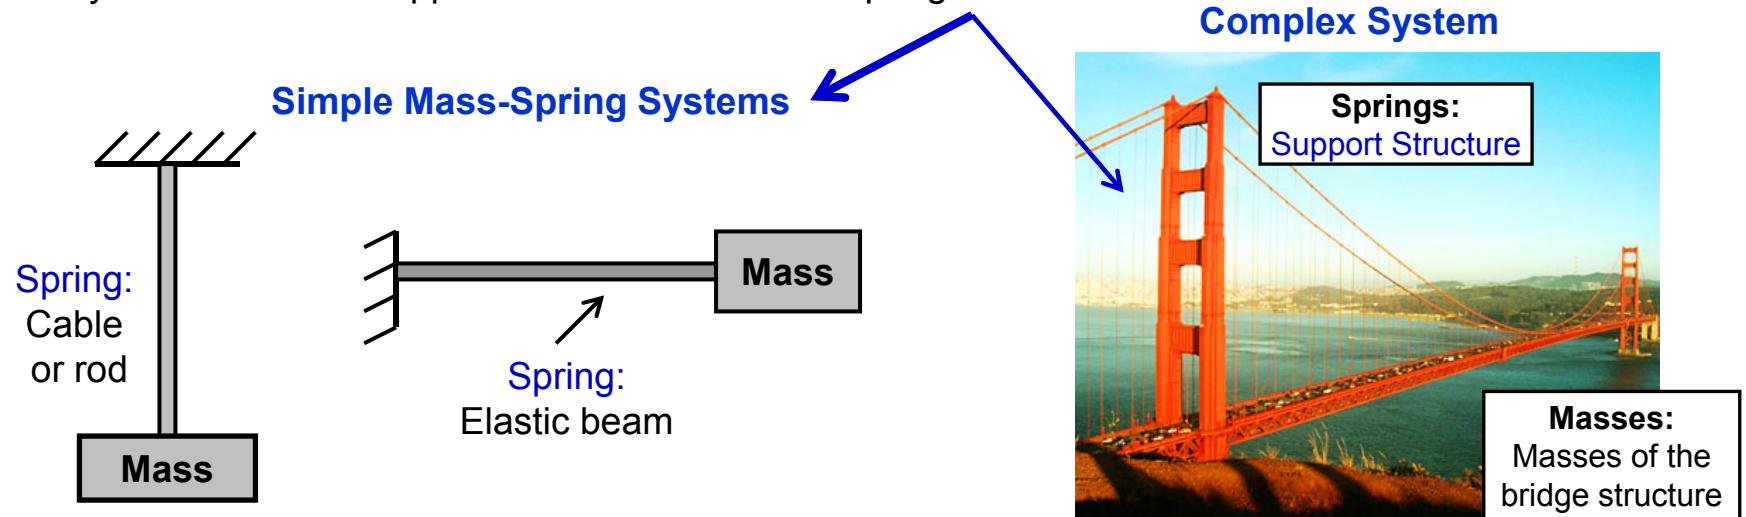 Complex System
Simple Mass-Spring Systems
Springs:
Support Structure
Spring:
Cable
or rod
Mass
Mass
Spring:
Elastic beam
Masses:
Masses of the
bridge structure